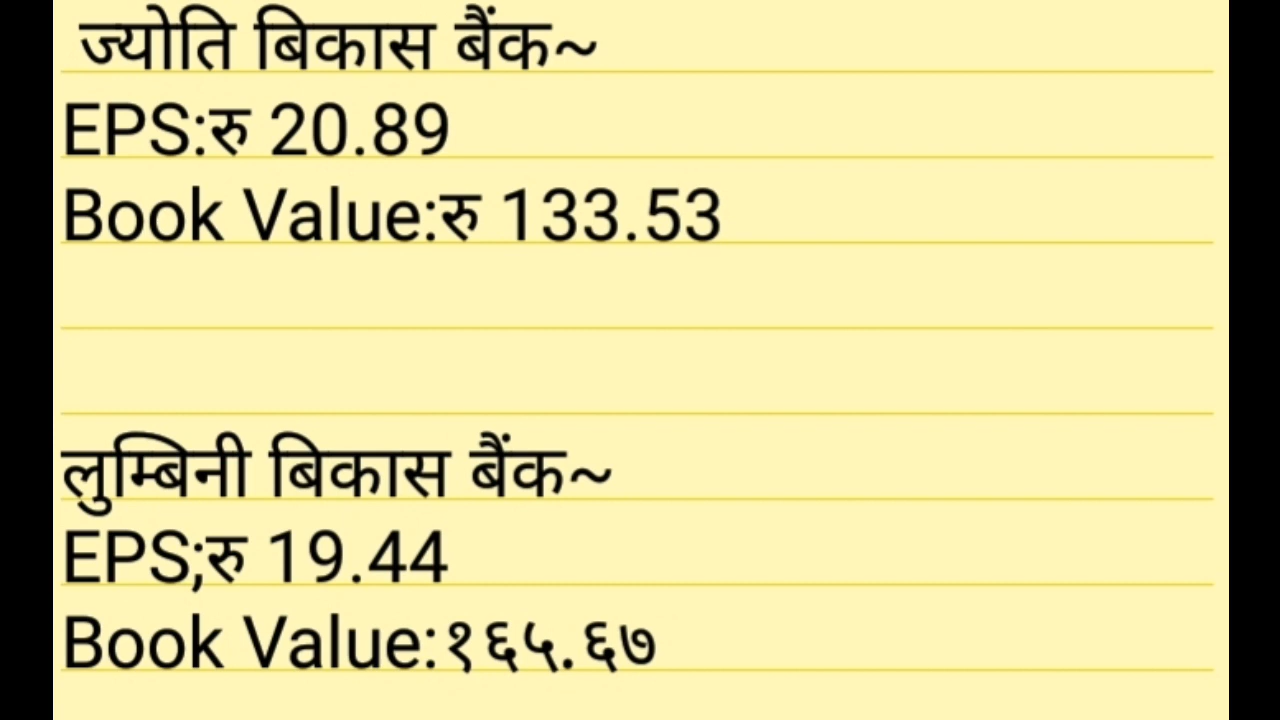 ज्योति बिकास बैंक~
EPS:रु 20.89
Book Value:रु 133.53
लुम्बिनी बिकास बैंक~
EPS;रु 19.44
Book Value:१६५.६७